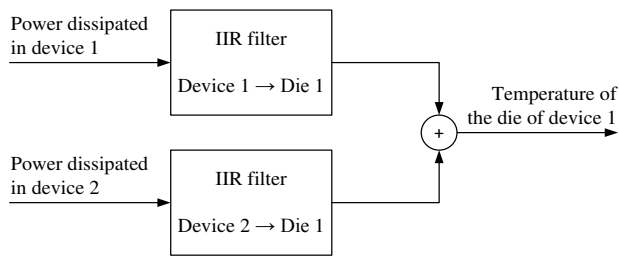 Power dissipated
in device 1
IIR filter
Device 1 → Die 1
Temperature of
the die of device 1
+
Power dissipated
in device 2
IIR filter
Device 2 → Die 1